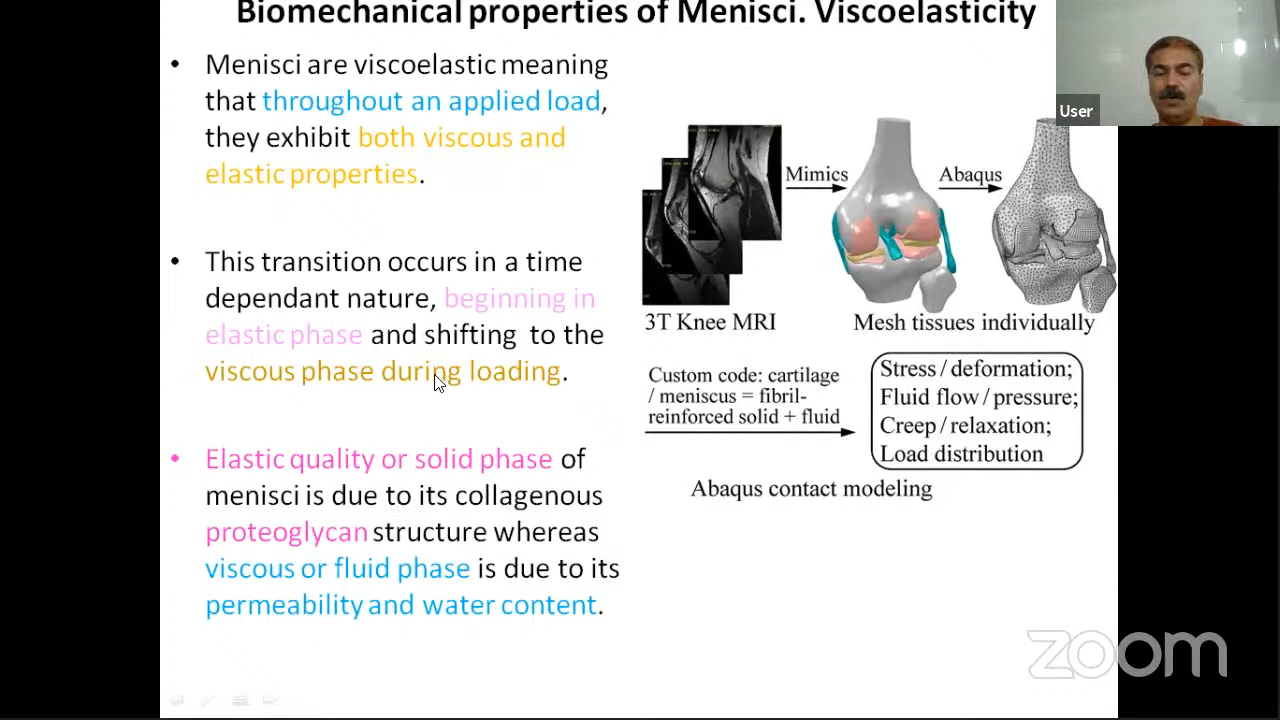 Biomechanical properties of Menisci. Viscoelasticity
• Menisci are viscoelastic meaning
that throughout an applied load,
they exhibit both viscous and
elastic properties.
• This transition occurs in a time
dependant nature, beginning in
elastic phase and shifting to the
viscous phase during loading.
• Elastic quality or solid phase of
menisci is due to its collagenous
proteoglycan structure whereas
viscous or fluid phase is due to its
permeability and water content.
Mimics
Abaqus
3T Knee MRI
Mesh tissues individually
Custom code: cartilage
/ meniscus = fibril-
reinforced solid + fluid
Stress / deformation;
Fluid flow / pressure;
Creep / relaxation;
Load distribution
Abaqus contact modeling
User
zoom